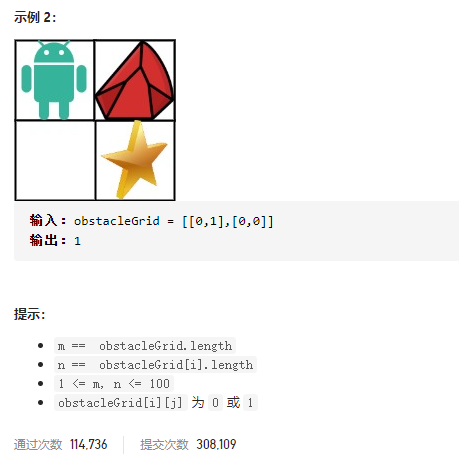 示例 2：
输入：obstacleGrid = [[0,1],[0,0]]
输出：1
提示：
m == obstacleGrid.length
n == obstacleGrid[i].length
1 <= m, n <= 100
obstacleGrid[i][j] 为 0 或 1
通过次数 114,736 提交次数 308,109